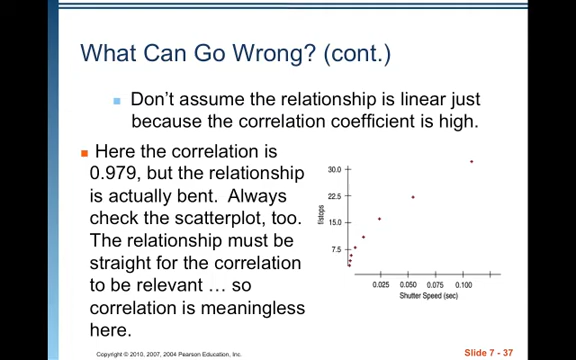 What Can Go Wrong? (cont.)
Don't assume the relationship is linear just
because the correlation coefficient is high.
Here the correlation is
0.979, but the relationship
is actually bent. Always
check the scatterplot, too.
The relationship must be
straight for the correlation
to be relevant … so
correlation is meaningless
here.
30.0
22.5
15.0
7.5
f/stops
0.025 0.050 0.075 0.100
Shutter Speed (sec)
Copyright © 2010, 2007, 2004 Pearson Education, Inc.
Slide 7 - 37